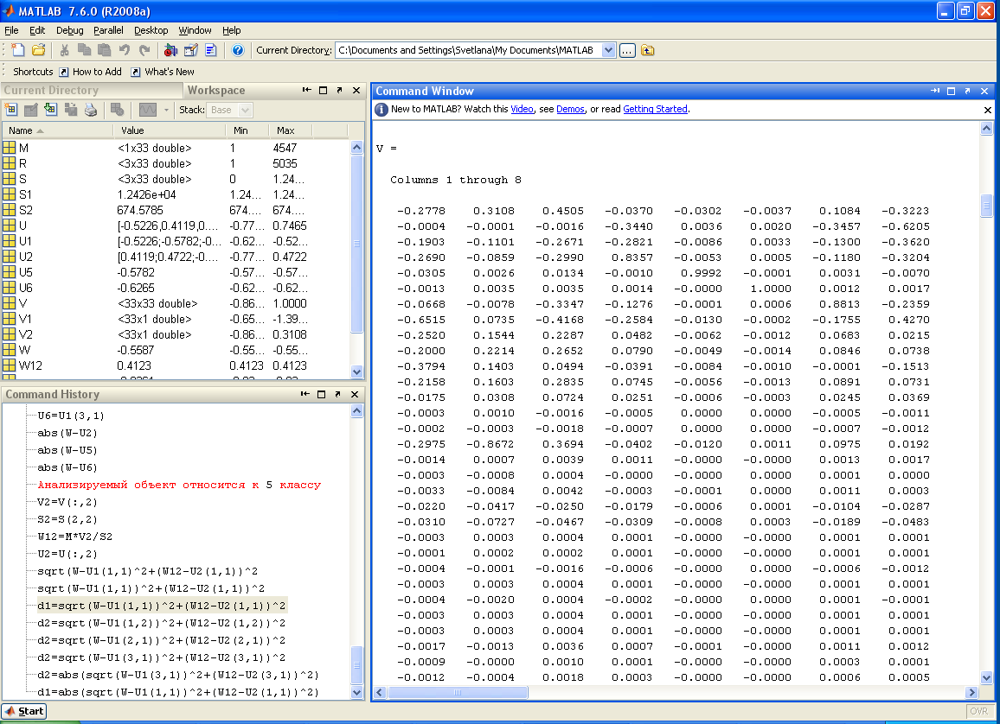 MATLAB 7.6.0 (R2008a)
File Edit Debug Parallel Desktop Window Help
Current Directory: C:\Documents and Settings\Svetlana\My Documents\MATLAB ...
Shortcuts How to Add What's New
Current Directory Workspace
Stack: Base
Name Value Min Max
M <1x33 double> 1 4547
R <3x33 double> 1 5035
S <3x33 double> 0 1.24...
S1 1.2426e+04 1.24... 1.24...
S2 674.5785 674.... 674....
U [-0.5226,0.4119,0.... -0.77... 0.7465
U1 [-0.5226;-0.5782;-0... -0.62... -0.52...
U2 [0.4119;0.4722;-0.... -0.77... 0.4722
U5 -0.5782 -0.57... -0.57...
U6 -0.6265 -0.62... -0.62...
V <33x33 double> -0.86... 1.0000
V1 <33x1 double> -0.65... -1.39...
V2 <33x1 double> -0.86... 0.3108
W -0.5587 -0.55... -0.55...
W12 0.4123 0.4123 0.4123
Command History
U6=U1(3,1)
abs(W-U2)
abs(W-U5)
abs(W-U6)
Анализируемый объект относится к 5 классу
V2=V(:,2)
S2=S(2,2)
W12=M*V2/S2
U2=U(:,2)
sqrt(W-U1(1,1)^2+(W12-U2(1,1))^2
sqrt(W-U1(1,1))^2+(W12-U2(1,1))^2
d1=sqrt(W-U1(1,1))^2+(W12-U2(1,1))^2
d2=sqrt(W-U1(1,2))^2+(W12-U2(1,2))^2
d2=sqrt(W-U1(2,1))^2+(W12-U2(2,1))^2
d2=sqrt(W-U1(3,1))^2+(W12-U2(3,1))^2
d2=abs(sqrt(W-U1(3,1))^2+(W12-U2(3,1))^2)
d1=abs(sqrt(W-U1(1,1))^2+(W12-U2(1,1))^2)
Command Window
New to MATLAB? Watch this Video, see Demos, or read Getting Started.
V =
Columns 1 through 8
-0.2778 0.3108 0.4505 -0.0370 -0.0302 -0.0037 0.1084 -0.3223
-0.0004 -0.0001 -0.0016 -0.3440 0.0036 0.0020 -0.3457 -0.6205
-0.1903 -0.1101 -0.2671 -0.2821 -0.0086 0.0033 -0.1300 -0.3620
-0.2690 -0.0859 -0.2990 0.8357 -0.0053 0.0005 -0.1180 -0.3204
-0.0305 0.0026 0.0134 -0.0010 0.9992 -0.0001 0.0031 -0.0070
-0.0013 0.0035 0.0035 0.0014 -0.0000 1.0000 0.0012 0.0017
-0.0668 -0.0078 -0.3347 -0.1276 -0.0001 0.0006 0.8813 -0.2359
-0.6515 0.0735 -0.4168 -0.2584 -0.0130 -0.0002 -0.1755 0.4270
-0.2520 0.1544 0.2287 0.0482 -0.0062 -0.0012 0.0683 0.0215
-0.2000 0.2214 0.2652 0.0790 -0.0049 -0.0014 0.0846 0.0738
-0.3794 0.1403 0.0494 -0.0391 -0.0084 -0.0010 -0.0001 -0.1513
-0.2158 0.1603 0.2835 0.0745 -0.0056 -0.0013 0.0891 0.0731
-0.0175 0.0308 0.0724 0.0251 -0.0006 -0.0003 0.0245 0.0369
-0.0003 0.0010 -0.0016 -0.0005 0.0000 0.0000 -0.0005 -0.0011
-0.0002 -0.0003 -0.0018 -0.0007 0.0000 -0.0000 -0.0007 -0.0012
-0.2975 -0.8672 0.3694 -0.0402 -0.0120 0.0011 0.0975 0.0192
-0.0014 0.0007 0.0039 0.0011 -0.0000 -0.0000 0.0013 0.0017
-0.0003 -0.0008 0.0004 -0.0000 -0.0000 0.0000 0.0001 0.0000
-0.0033 -0.0084 0.0042 -0.0003 -0.0001 0.0000 0.0011 0.0003
-0.0220 -0.0417 -0.0250 -0.0179 -0.0006 0.0001 -0.0104 -0.0287
-0.0310 -0.0727 -0.0467 -0.0309 -0.0008 0.0003 -0.0189 -0.0483
-0.0003 0.0003 0.0004 0.0001 -0.0000 -0.0000 0.0001 0.0001
-0.0001 0.0002 0.0002 0.0001 -0.0000 -0.0000 0.0001 0.0001
-0.0004 -0.0001 -0.0016 -0.0006 -0.0000 0.0000 -0.0006 -0.0012
-0.0003 0.0003 0.0004 0.0001 -0.0000 -0.0000 0.0001 0.0001
-0.0004 -0.0020 0.0004 -0.0002 -0.0000 0.0000 0.0001 -0.0001
-0.0003 0.0003 0.0004 0.0001 -0.0000 -0.0000 0.0001 0.0001
-0.0003 0.0003 0.0004 0.0001 -0.0000 -0.0000 0.0001 0.0001
-0.0017 -0.0013 0.0036 0.0007 -0.0001 -0.0000 0.0011 0.0012
-0.0009 -0.0000 0.0010 0.0001 -0.0000 -0.0000 0.0003 0.0001
-0.0012 -0.0004 0.0018 0.0003 -0.0000 -0.0000 0.0006 0.0005
Start
OVR